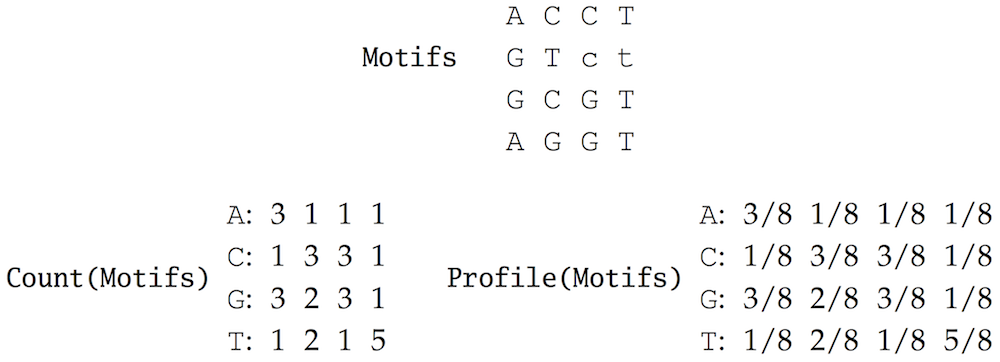 A C C T
Motifs G T c t
G C G T
A G G T
A: 3 1 1 1
C: 1 3 3 1
Count(Motifs)
G: 3 2 3 1
T: 1 2 1 5
A: 3/8 1/8 1/8 1/8
C: 1/8 3/8 3/8 1/8
Profile(Motifs)
G: 3/8 2/8 3/8 1/8
T: 1/8 2/8 1/8 5/8